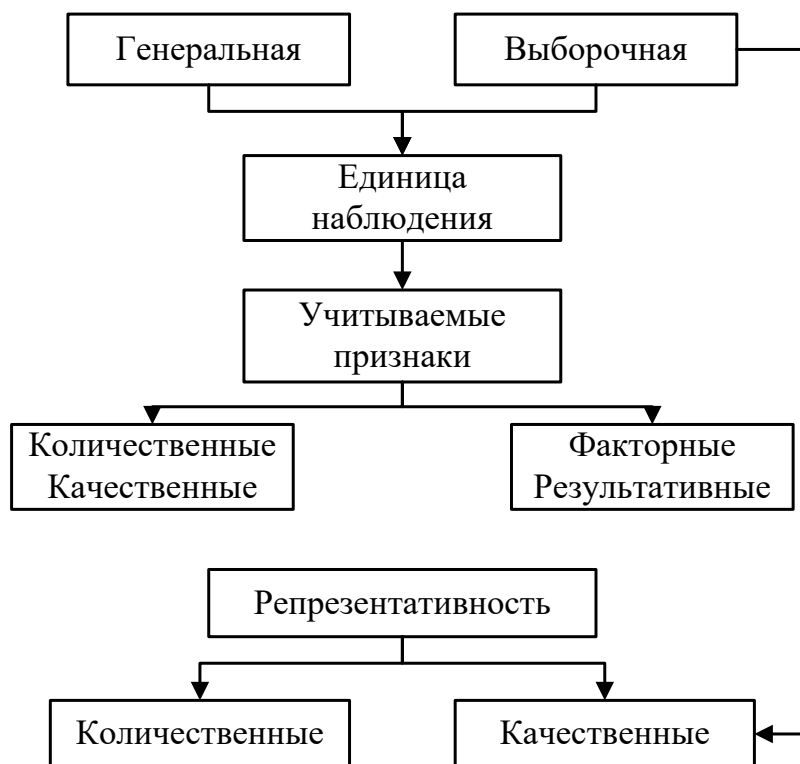 Генеральная
Выборочная
Единица
наблюдения
Учитываемые
признаки
Количественные
Качественные
Факторные
Результативные
Репрезентативность
Количественные
Качественные